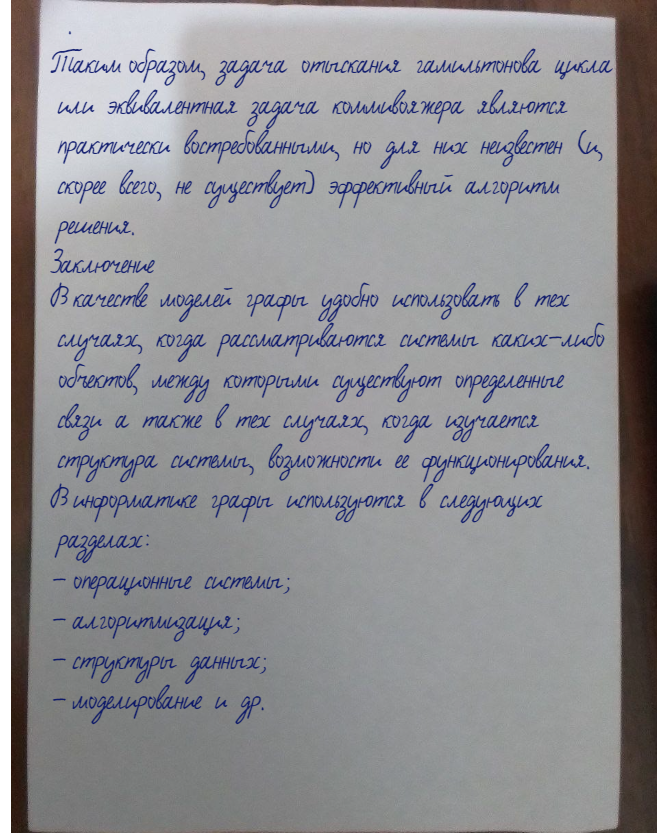 Таким образом, задача отыскания гамильтонова цикла
или эквивалентная задача коммивояжера являются
практически востребованными, но для них неизвестен (и,
скорее всего, не существует) эффективный алгоритм
решения.
Заключение
В качестве моделей графы удобно использовать в тех
случаях, когда рассматриваются системы каких-либо
объектов, между которыми существуют определенные
связи а также в тех случаях, когда изучается
структура системы, возможности ее функционирования.
В информатике графы используются в следующих
разделах:
- операционные системы;
- алгоритмизация;
- структуры данных;
- моделирование и др.